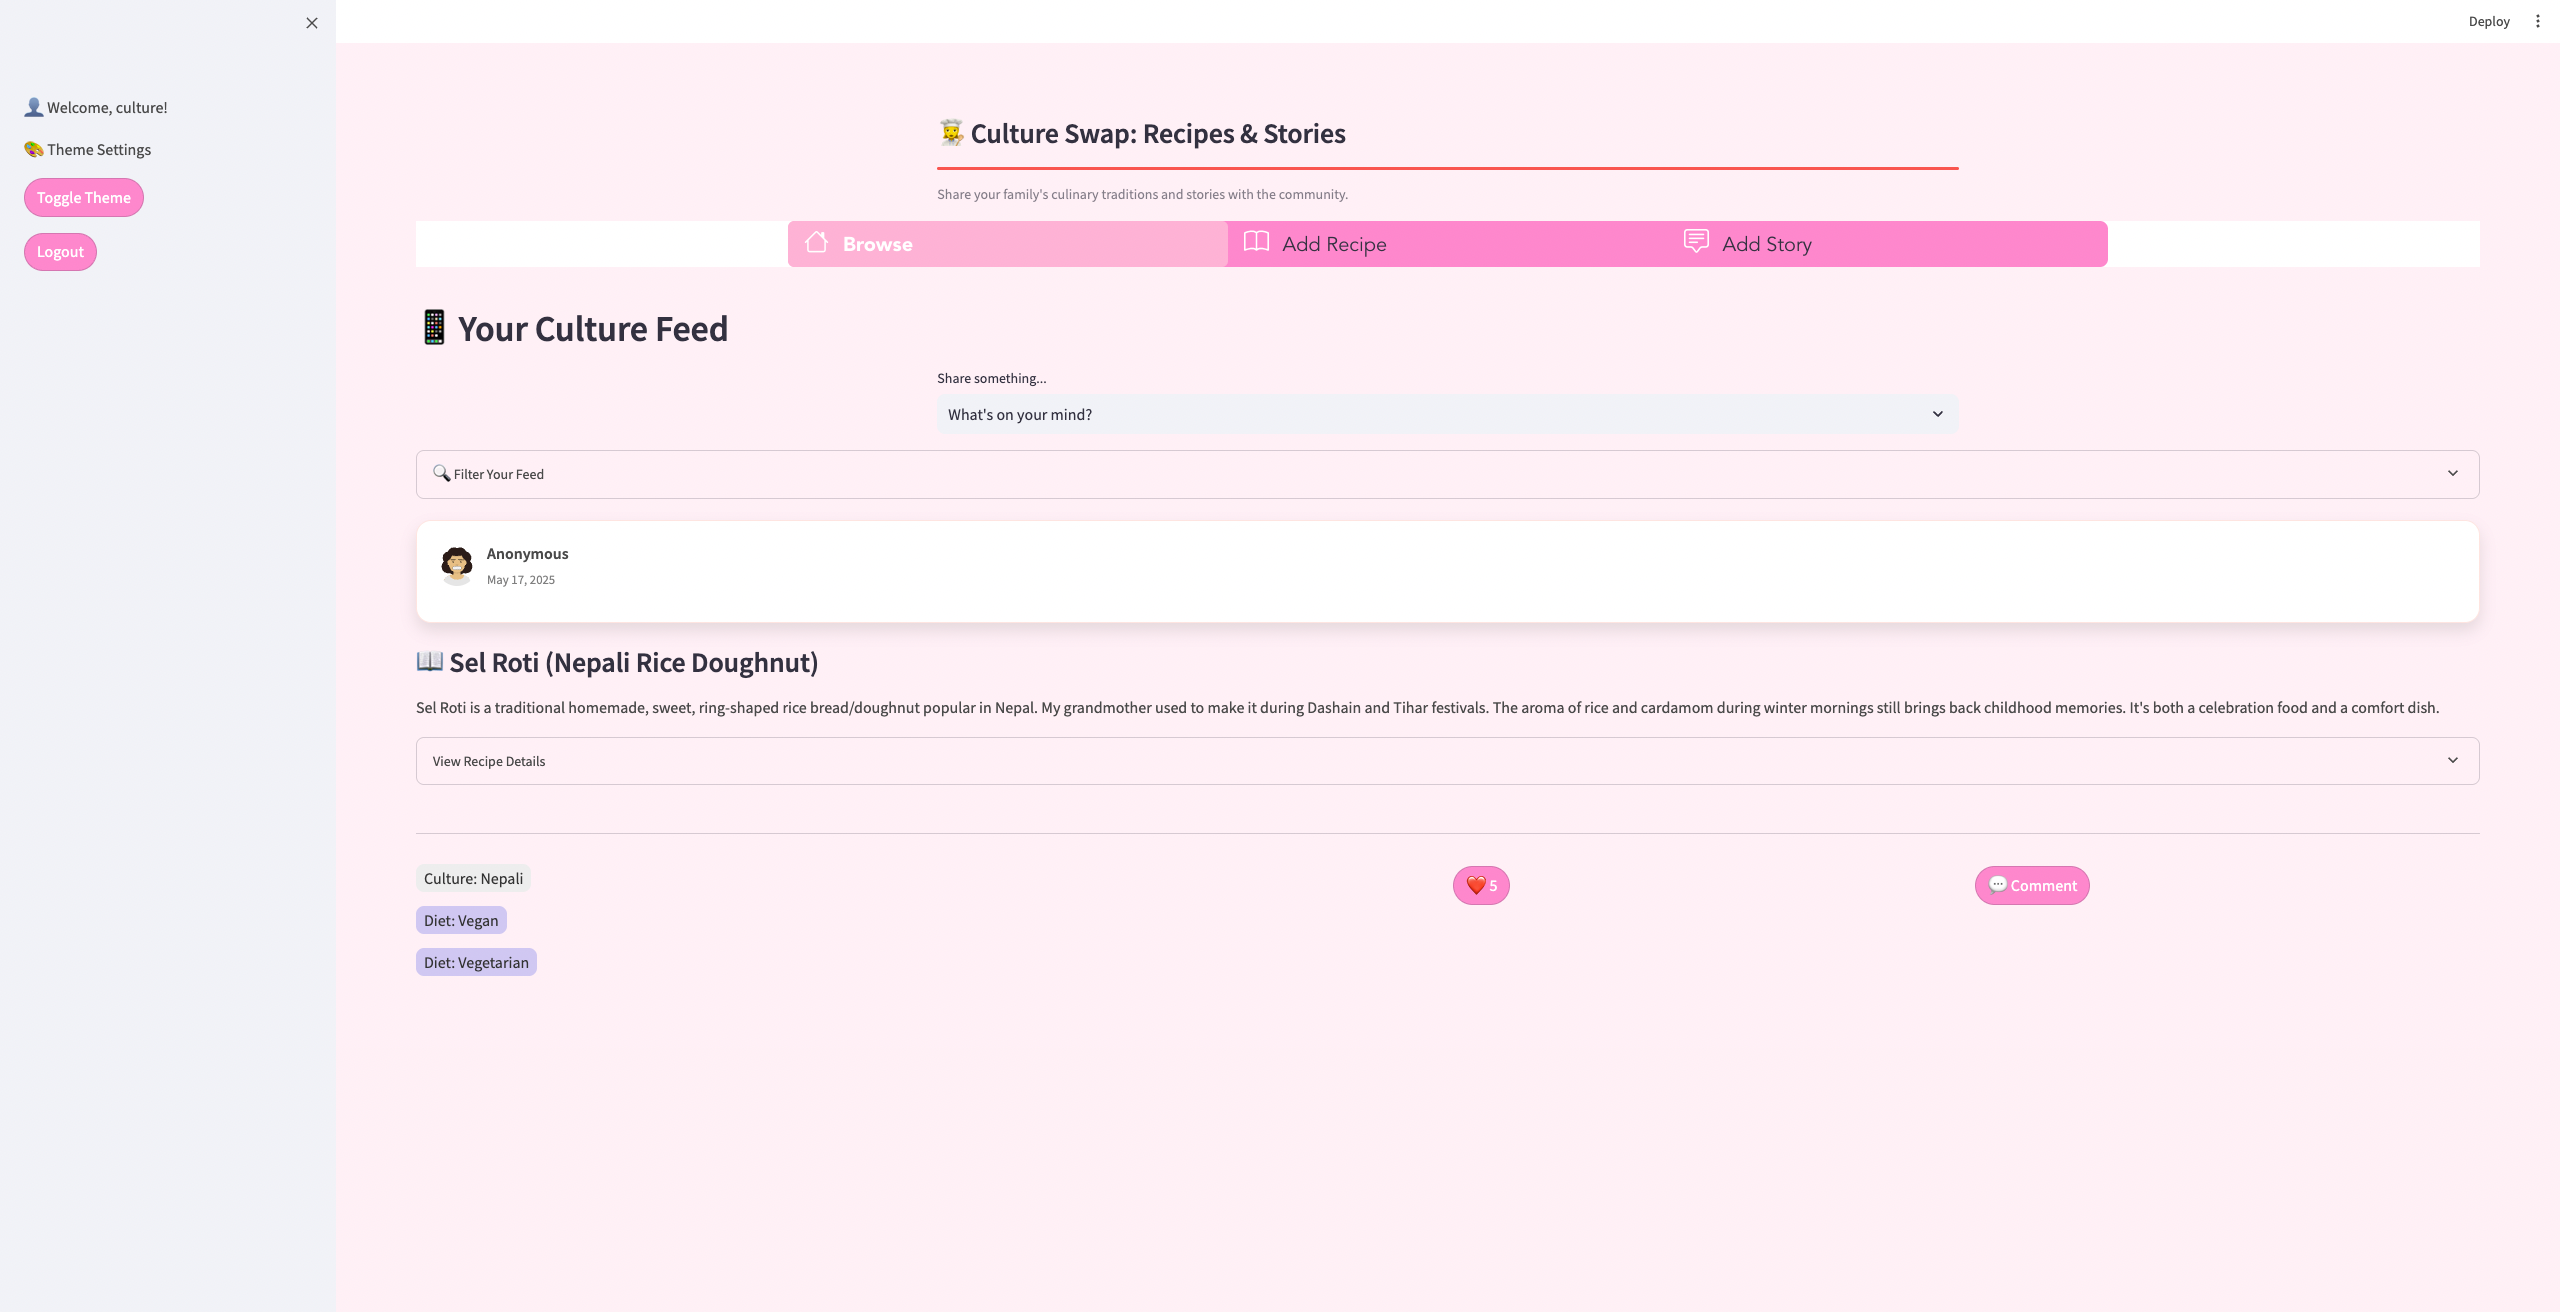 Deploy
👤 Welcome, culture!
🎨 Theme Settings
Toggle Theme
Logout
👩‍🍳 Culture Swap: Recipes & Stories
Share your family's culinary traditions and stories with the community.
Browse
Add Recipe
Add Story
📱 Your Culture Feed
Share something...
What's on your mind?
🔍 Filter Your Feed
Anonymous
May 17, 2025
📖 Sel Roti (Nepali Rice Doughnut)
Sel Roti is a traditional homemade, sweet, ring-shaped rice bread/doughnut popular in Nepal. My grandmother used to make it during Dashain and Tihar festivals. The aroma of rice and cardamom during winter mornings still brings back childhood memories. It's both a celebration food and a comfort dish.
View Recipe Details
Culture: Nepali
❤️ 5
💬 Comment
Diet: Vegan
Diet: Vegetarian